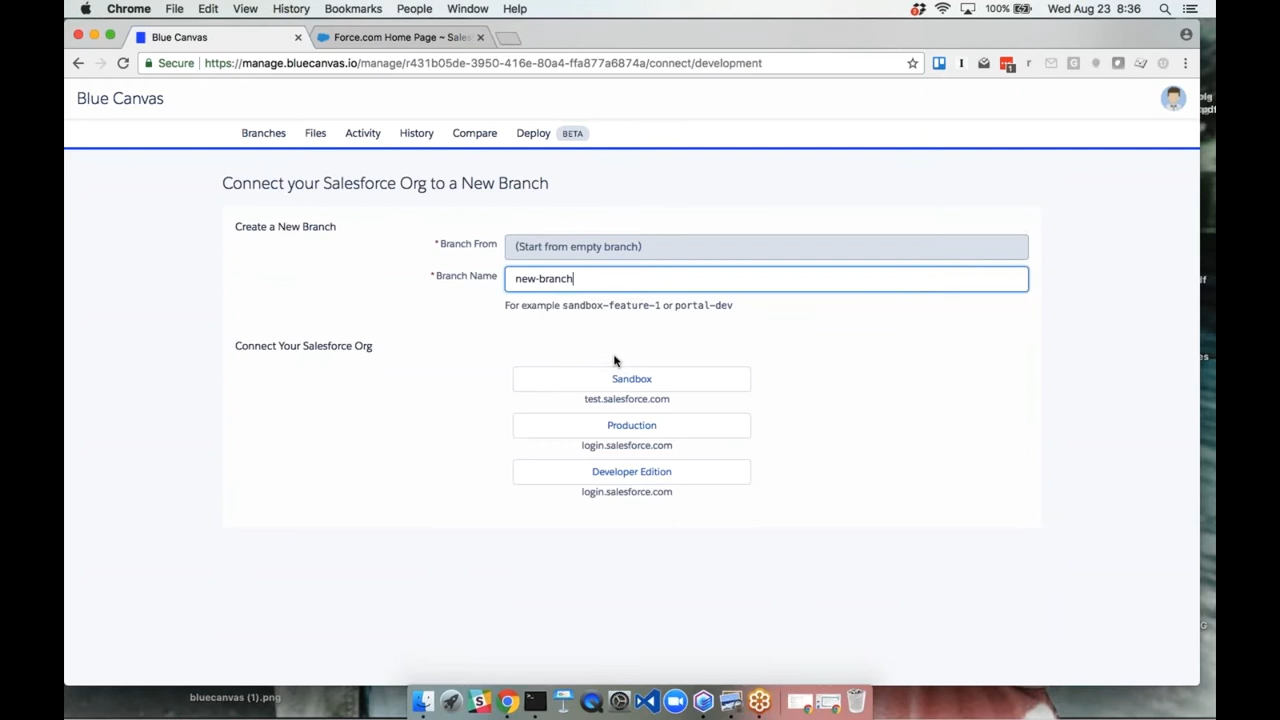 Chrome File Edit View History Bookmarks People Window Help 100% Wed Aug 23 8:36
Blue Canvas Force.com Home Page ~ Sales
Secure https://manage.bluecanvas.io/manage/r431b05de-3950-416e-80a4-ffa877a6874a/connect/development
Blue Canvas
Branches Files Activity History Compare Deploy BETA
Connect your Salesforce Org to a New Branch
Create a New Branch
*Branch From (Start from empty branch)
*Branch Name new-branch
For example sandbox-feature-1 or portal-dev
Connect Your Salesforce Org
Sandbox
test.salesforce.com
Production
login.salesforce.com
Developer Edition
login.salesforce.com
bluecanvas (1).png